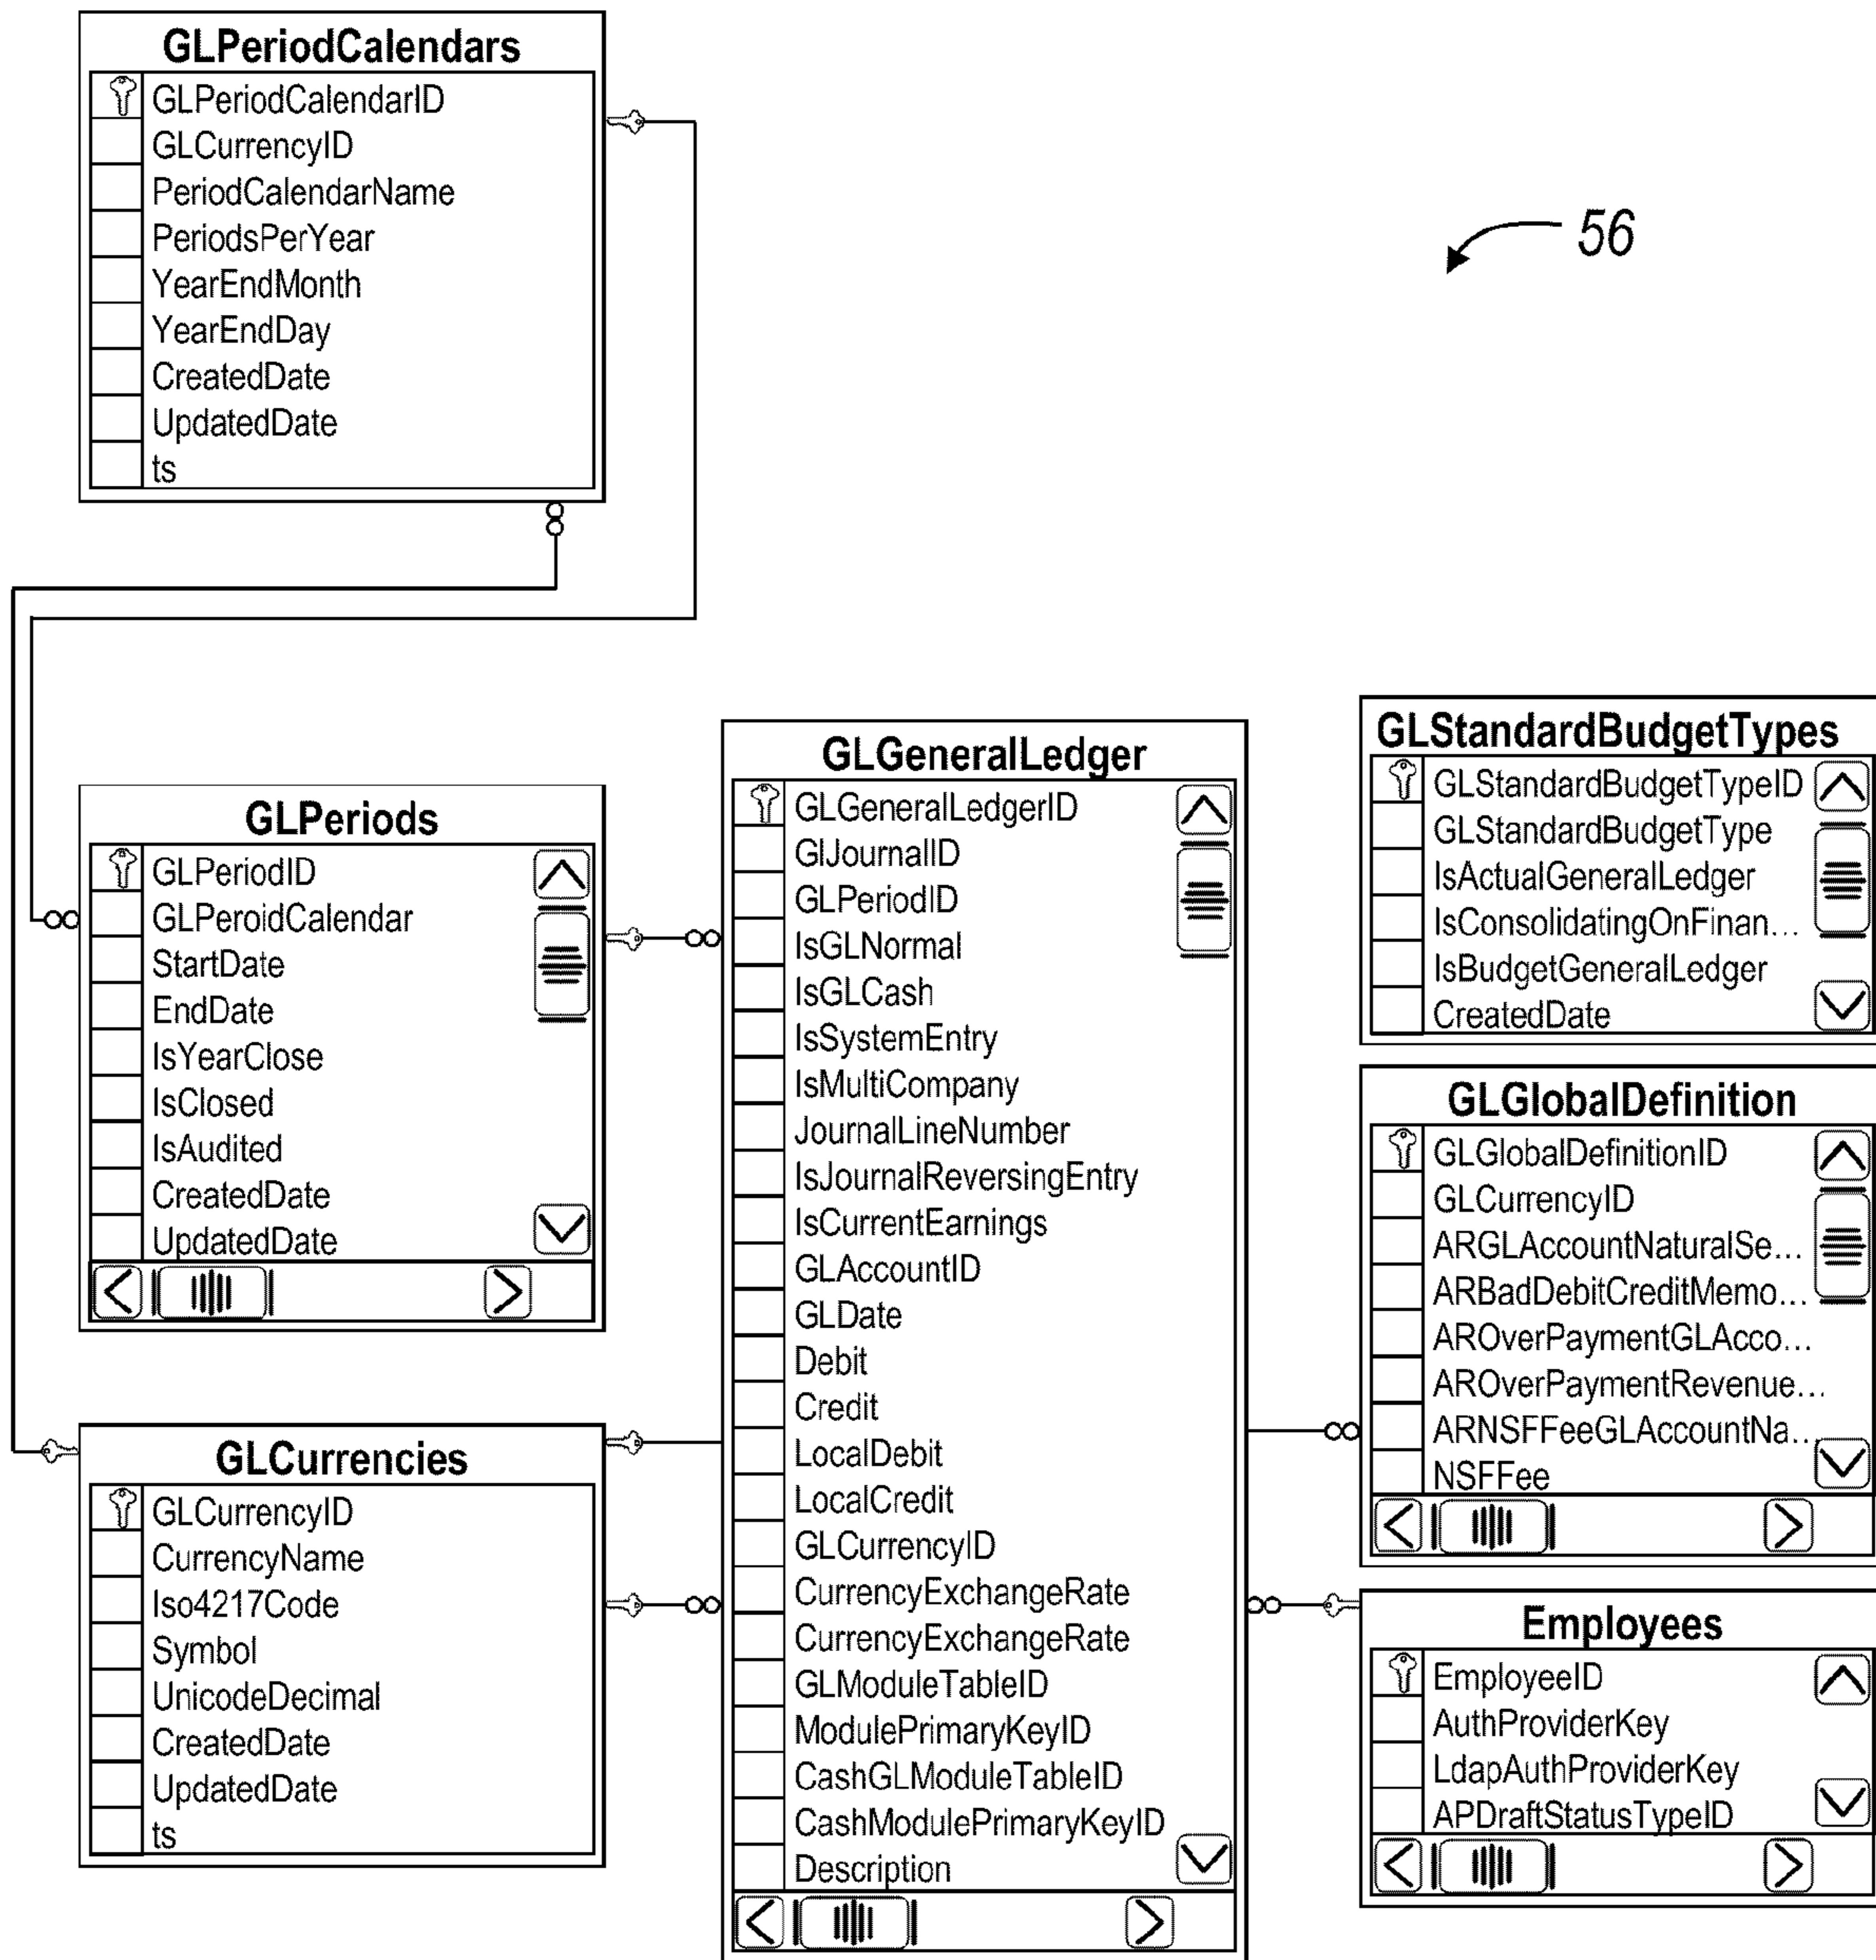 GLPeriodCalendars
GLPeriodCalendarID
GLCurrencyID
PeriodCalendarName
PeriodsPerYear
YearEndMonth
YearEndDay
CreatedDate
UpdatedDate
ts
56
GLPeriods
GLPeriodID
GLPeroidCalendar
StartDate
EndDate
IsYearClose
IsClosed
IsAudited
CreatedDate
UpdatedDate
GLCurrencies
GLCurrencyID
CurrencyName
Iso4217Code
Symbol
UnicodeDecimal
CreatedDate
UpdatedDate
ts
GLGeneralLedger
GLGeneralLedgerID
GlJournalID
GLPeriodID
IsGLNormal
IsGLCash
IsSystemEntry
IsMultiCompany
JournalLineNumber
IsJournalReversingEntry
IsCurrentEarnings
GLAccountID
GLDate
Debit
Credit
LocalDebit
LocalCredit
GLCurrencyID
CurrencyExchangeRate
CurrencyExchangeRate
GLModuleTableID
ModulePrimaryKeyID
CashGLModuleTableID
CashModulePrimaryKeyID
Description
GLStandardBudgetTypes
GLStandardBudgetTypeID
GLStandardBudgetType
IsActualGeneralLedger
IsConsolidatingOnFinan...
IsBudgetGeneralLedger
CreatedDate
GLGlobalDefinition
GLGlobalDefinitionID
GLCurrencyID
ARGLAccountNaturalSe...
ARBadDebitCreditMemo...
AROverPaymentGLAcco...
AROverPaymentRevenue...
ARNSFFeeGLAccountNa...
NSFFee
Employees
EmployeeID
AuthProviderKey
LdapAuthProviderKey
APDraftStatusTypeID